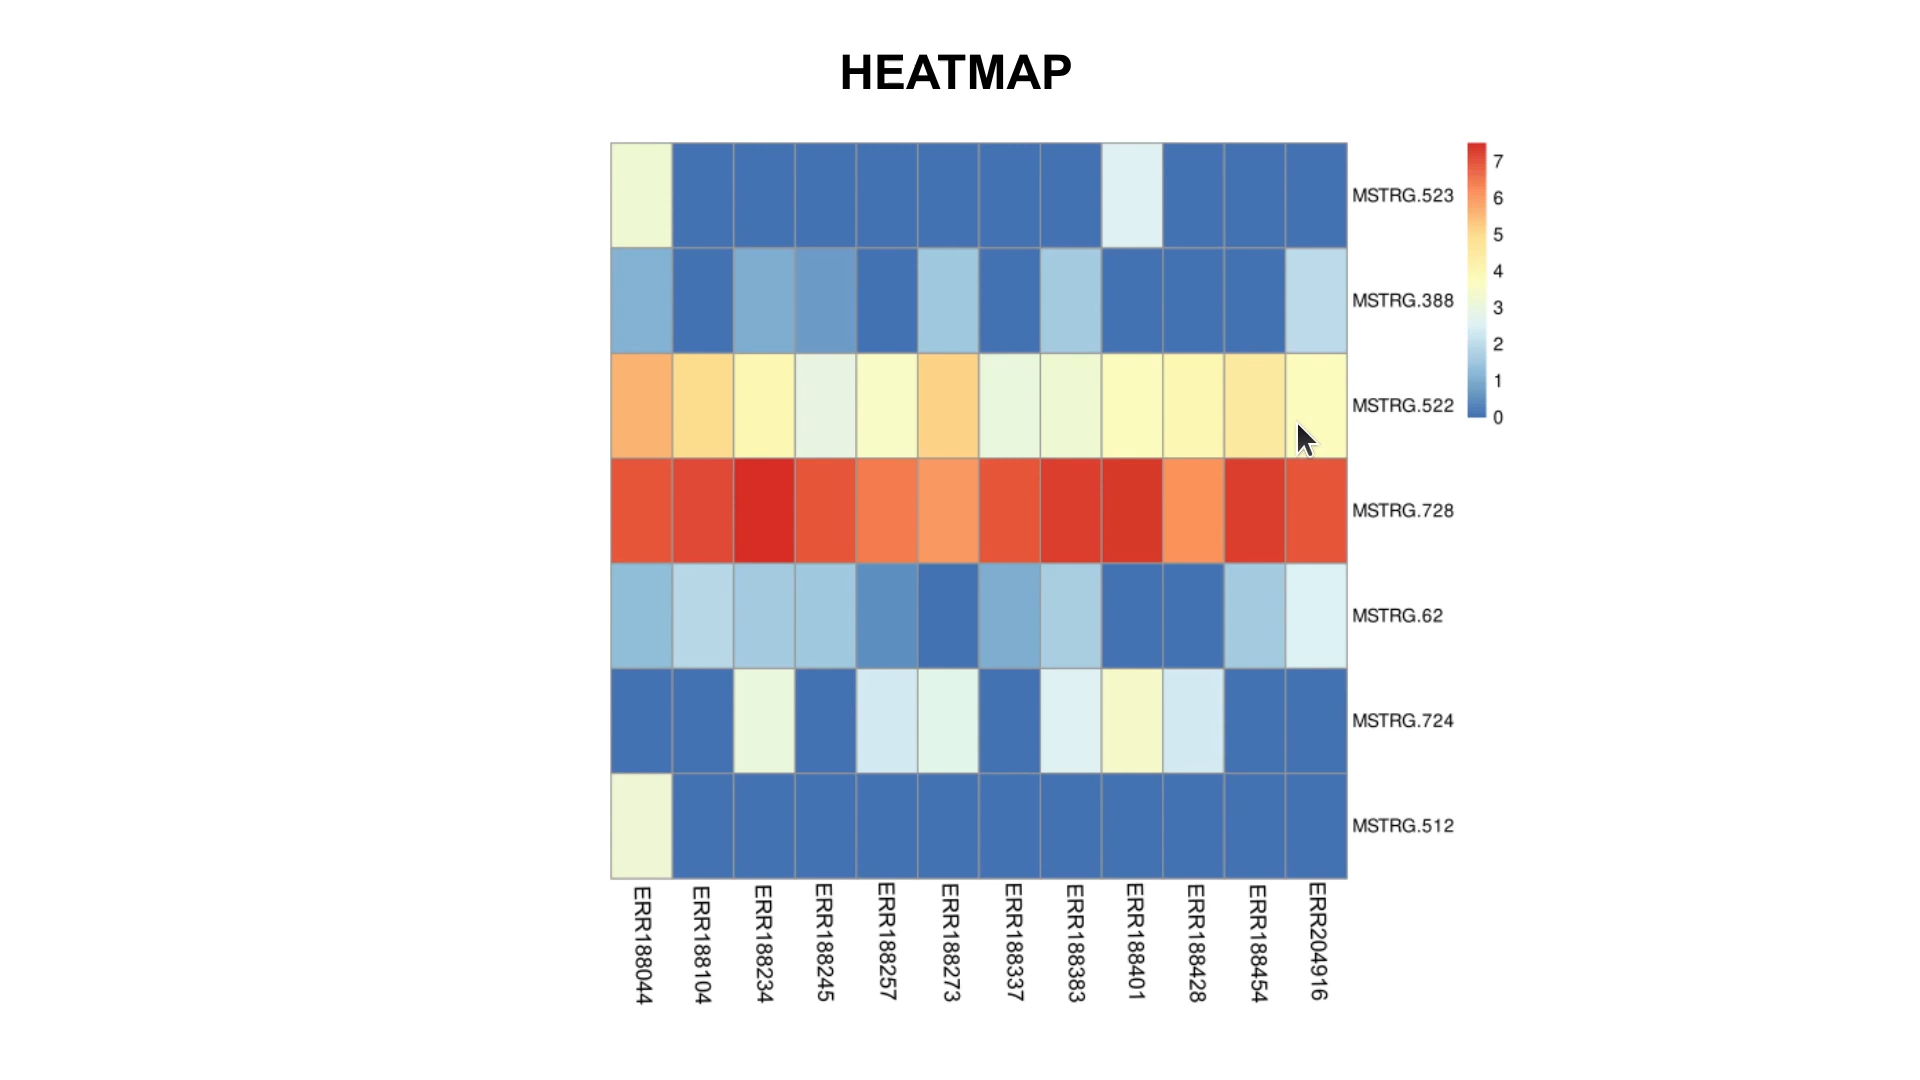 HEATMAP
MSTRG.523
MSTRG.388
MSTRG.522
MSTRG.728
MSTRG.62
MSTRG.724
MSTRG.512
7
6
5
4
3
2
1
0
ERR188044
ERR188104
ERR188234
ERR188245
ERR188257
ERR188273
ERR188337
ERR188383
ERR188401
ERR188428
ERR188454
ERR204916